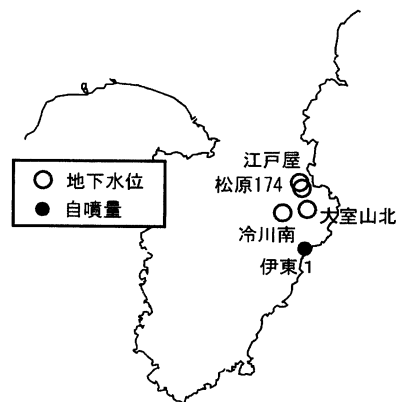 江戸屋
松原174
地下水位
自噴量
大室山北
冷川南
伊東1